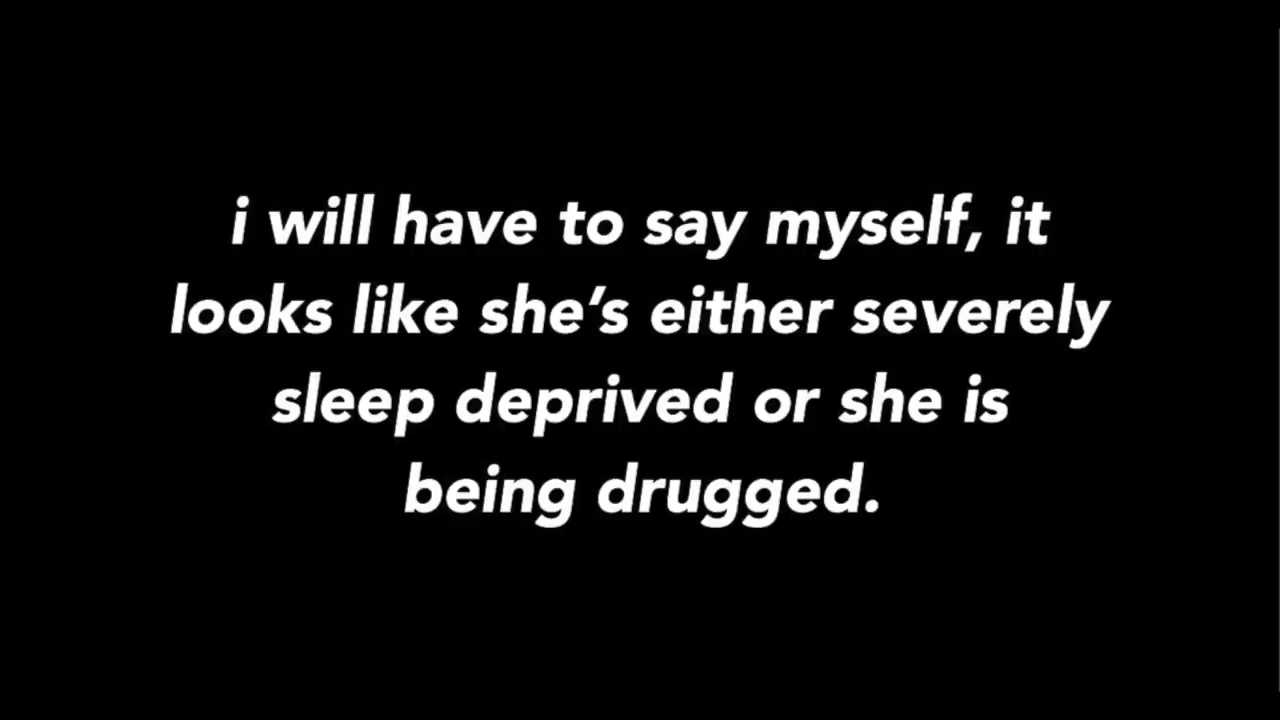 i will have to say myself, it
looks like she’s either severely
sleep deprived or she is
being drugged.